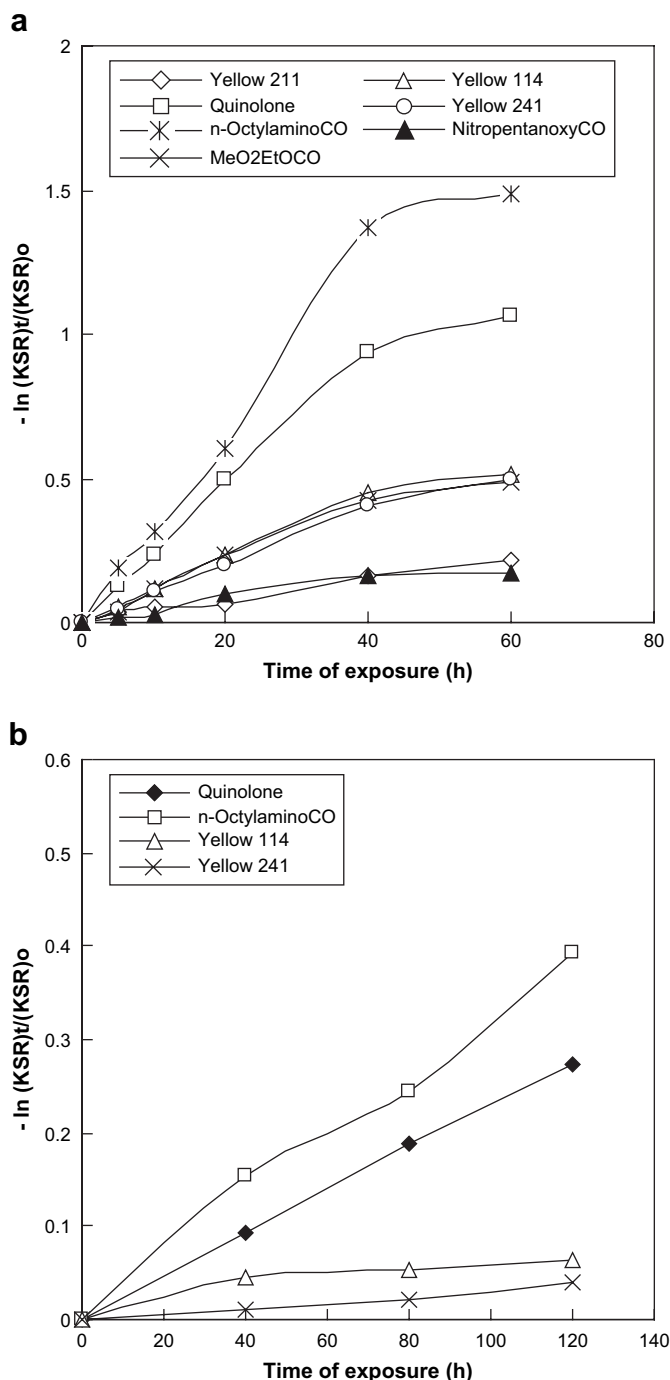 a
2
Yellow 211 Yellow 114
Quinolone Yellow 241
n-OctylaminoCO NitropentanoxyCO
MeO2EtOCO
1.5
1
0.5
0
0 20 40 60 80
- ln (KSR)t/(KSR)o
Time of exposure (h)
b
0.6
Quinolone
n-OctylaminoCO
Yellow 114
Yellow 241
0.5
0.4
0.3
0.2
0.1
0
0 20 40 60 80 100 120 140
- ln (KSR)t/(KSR)o
Time of exposure (h)